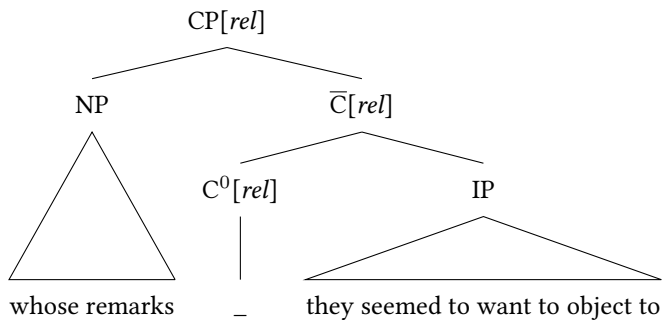 CP[rel]
NP C̅[rel]
C⁰[rel] IP
whose remarks _ they seemed to want to object to